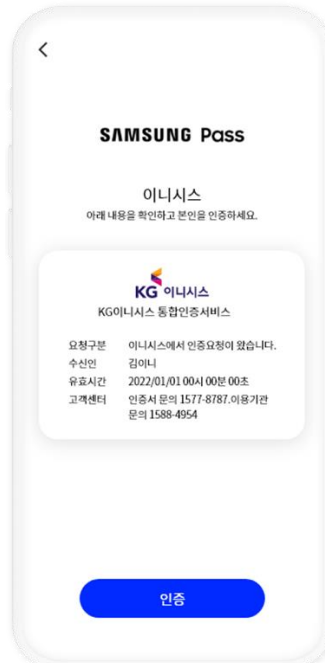 SAMSUNG Pass
이니시스
아래 내용을 확인하고 본인을 인증하세요.
KG 이니시스
KG이니시스 통합인증서비스
요청구분 이니시스에서 인증요청이 왔습니다.
수신인 김이니
유효시간 2022/01/01 00시 00분 00초
고객센터 인증서 문의 1577-8787.이용기관
문의 1588-4954
인증